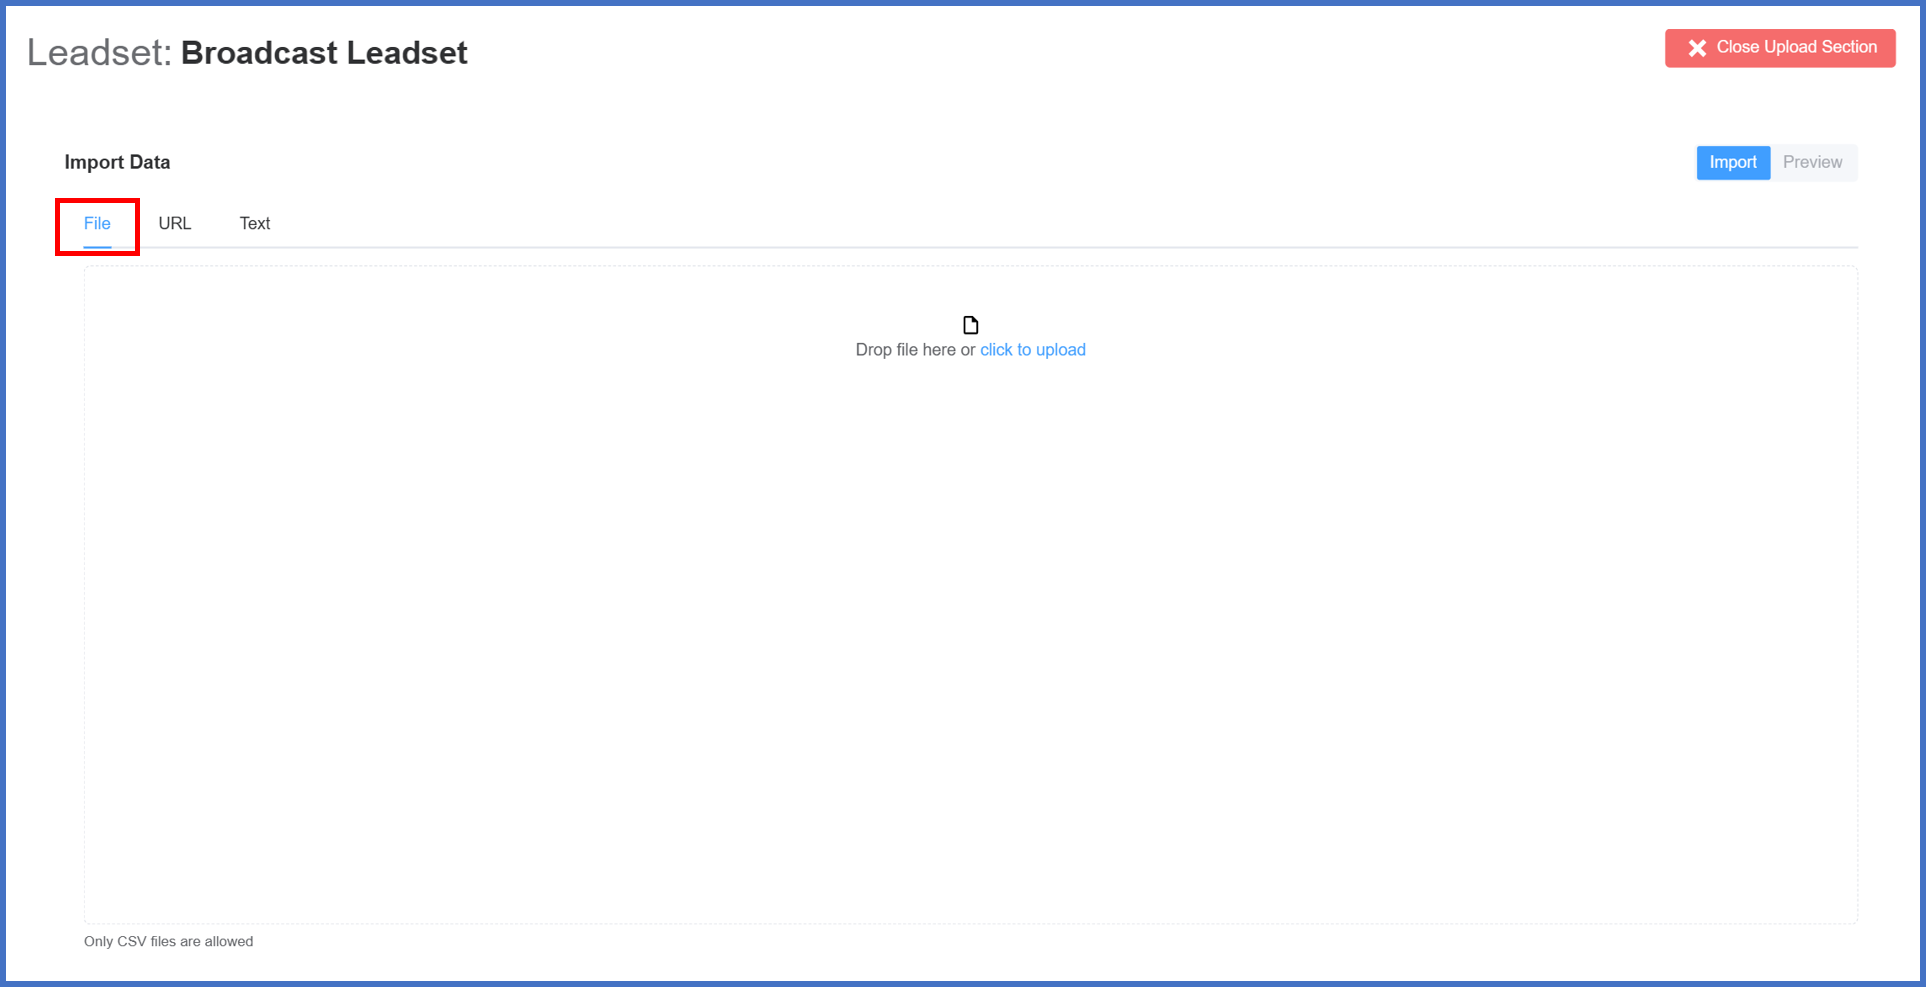 Leadset: Broadcast Leadset
Close Upload Section
Import Data
Import Preview
File URL Text
Drop file here or click to upload
Only CSV files are allowed